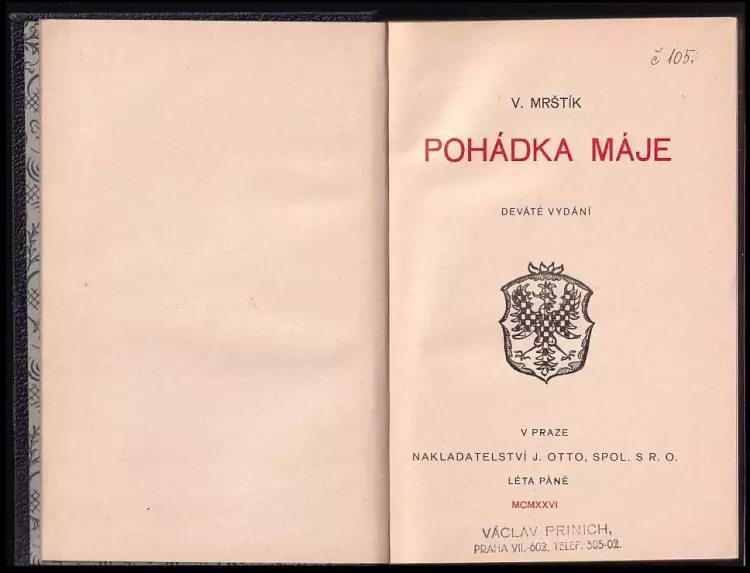 č 105.
V. MRŠTÍK
POHÁDKA MÁJE
DEVÁTÉ VYDÁNÍ
V PRAZE
NAKLADATELSTVÍ J. OTTO, SPOL. S R. O.
LÉTA PÁNĚ
MCMXXVI
VÁCLAV PRINICH,
PRAHA VII.-602, TELEF. 305-02.